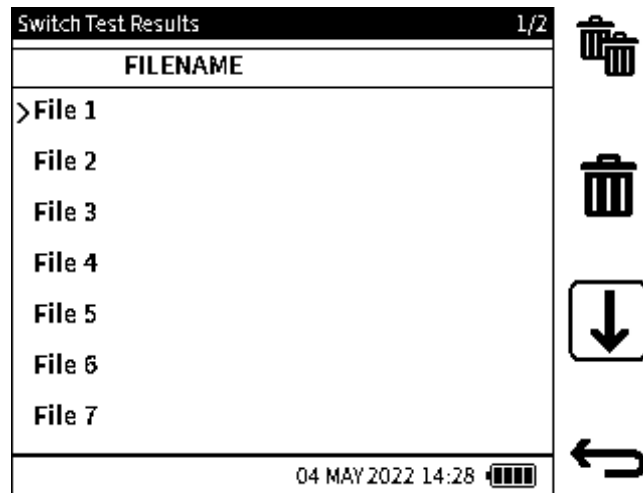 Switch Test Results 1/2
FILENAME
>File 1
File 2
File 3
File 4
File 5
File 6
File 7
04 MAY 2022 14:28